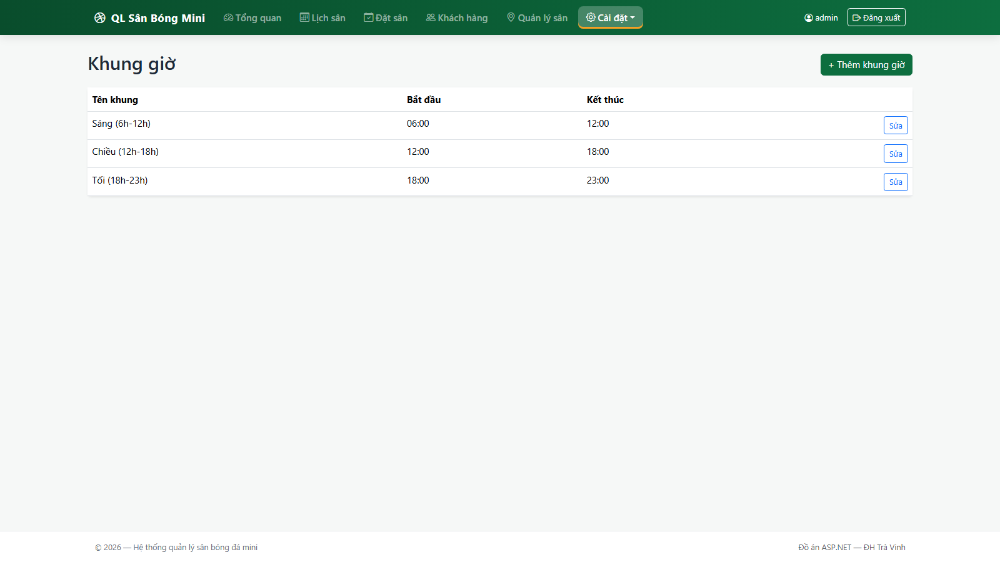 QL Sân Bóng Mini Tổng quan Lịch sân Đặt sân Khách hàng Quản lý sân Cài đặt admin Đăng xuất
Khung giờ + Thêm khung giờ
Tên khung Bắt đầu Kết thúc
Sáng (6h-12h) 06:00 12:00 Sửa
Chiều (12h-18h) 12:00 18:00 Sửa
Tối (18h-23h) 18:00 23:00 Sửa
© 2026 — Hệ thống quản lý sân bóng đá mini Đồ án ASP.NET — ĐH Trà Vinh